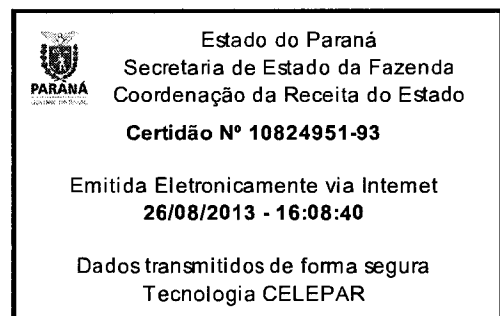 Estado do Paraná
Secretaria de Estado da Fazenda
Coordenação da Receita do Estado
PARANÁ
Certidão Nº 10824951-93
Emitida Eletronicamente via Internet
26/08/2013 - 16:08:40
Dados transmitidos de forma segura
Tecnologia CELEPAR